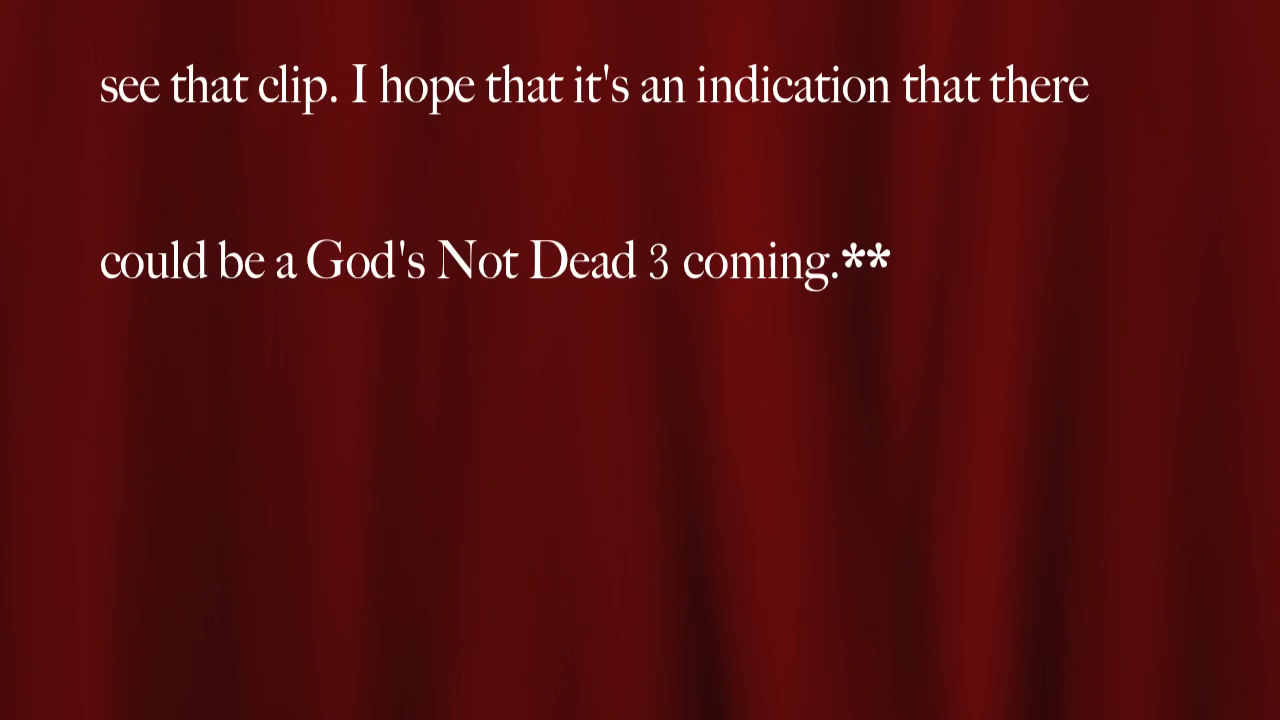 see that clip. I hope that it's an indication that there
could be a God's Not Dead 3 coming.**